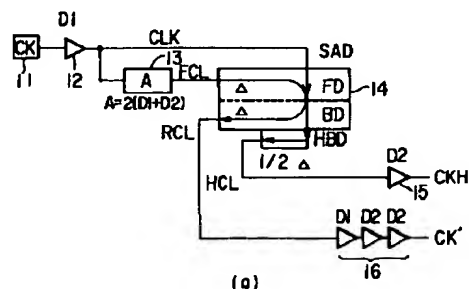 D1
CK
11
12
CLK
13
A
A=2(D1+D2)
FCL
SAD
Δ
FD
14
Δ
BD
RCL
HBD
1/2 Δ
HCL
D2
15
CKH
D1 D2 D2
CK'
16
(a)